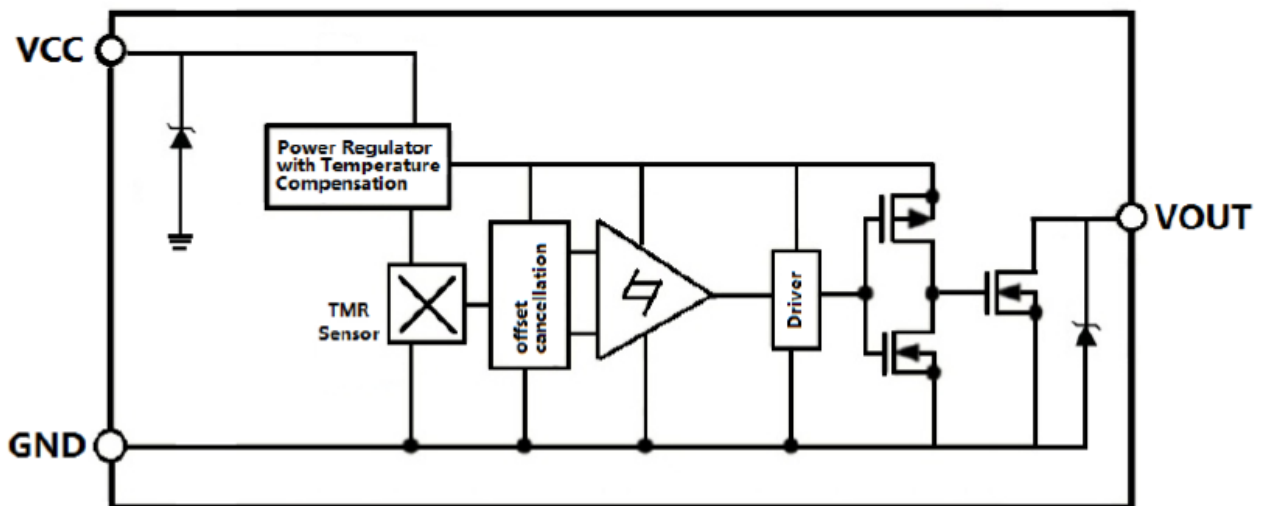 VCC
Power Regulator
with Temperature
Compensation
VOUT
TMR
Sensor
offset
cancellation
Driver
GND